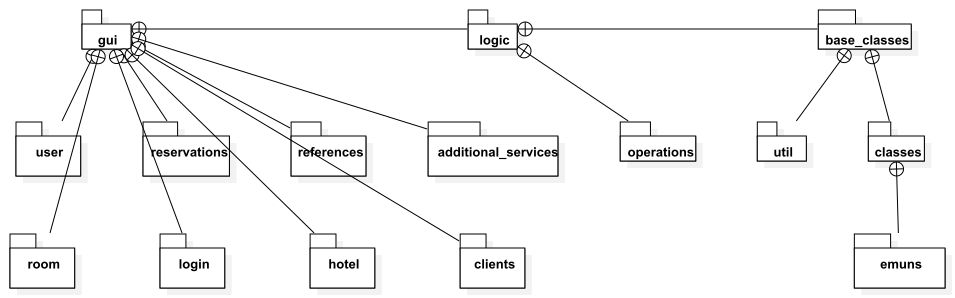 gui
logic
base_classes
user
reservations
references
additional_services
operations
util
classes
room
login
hotel
clients
emuns